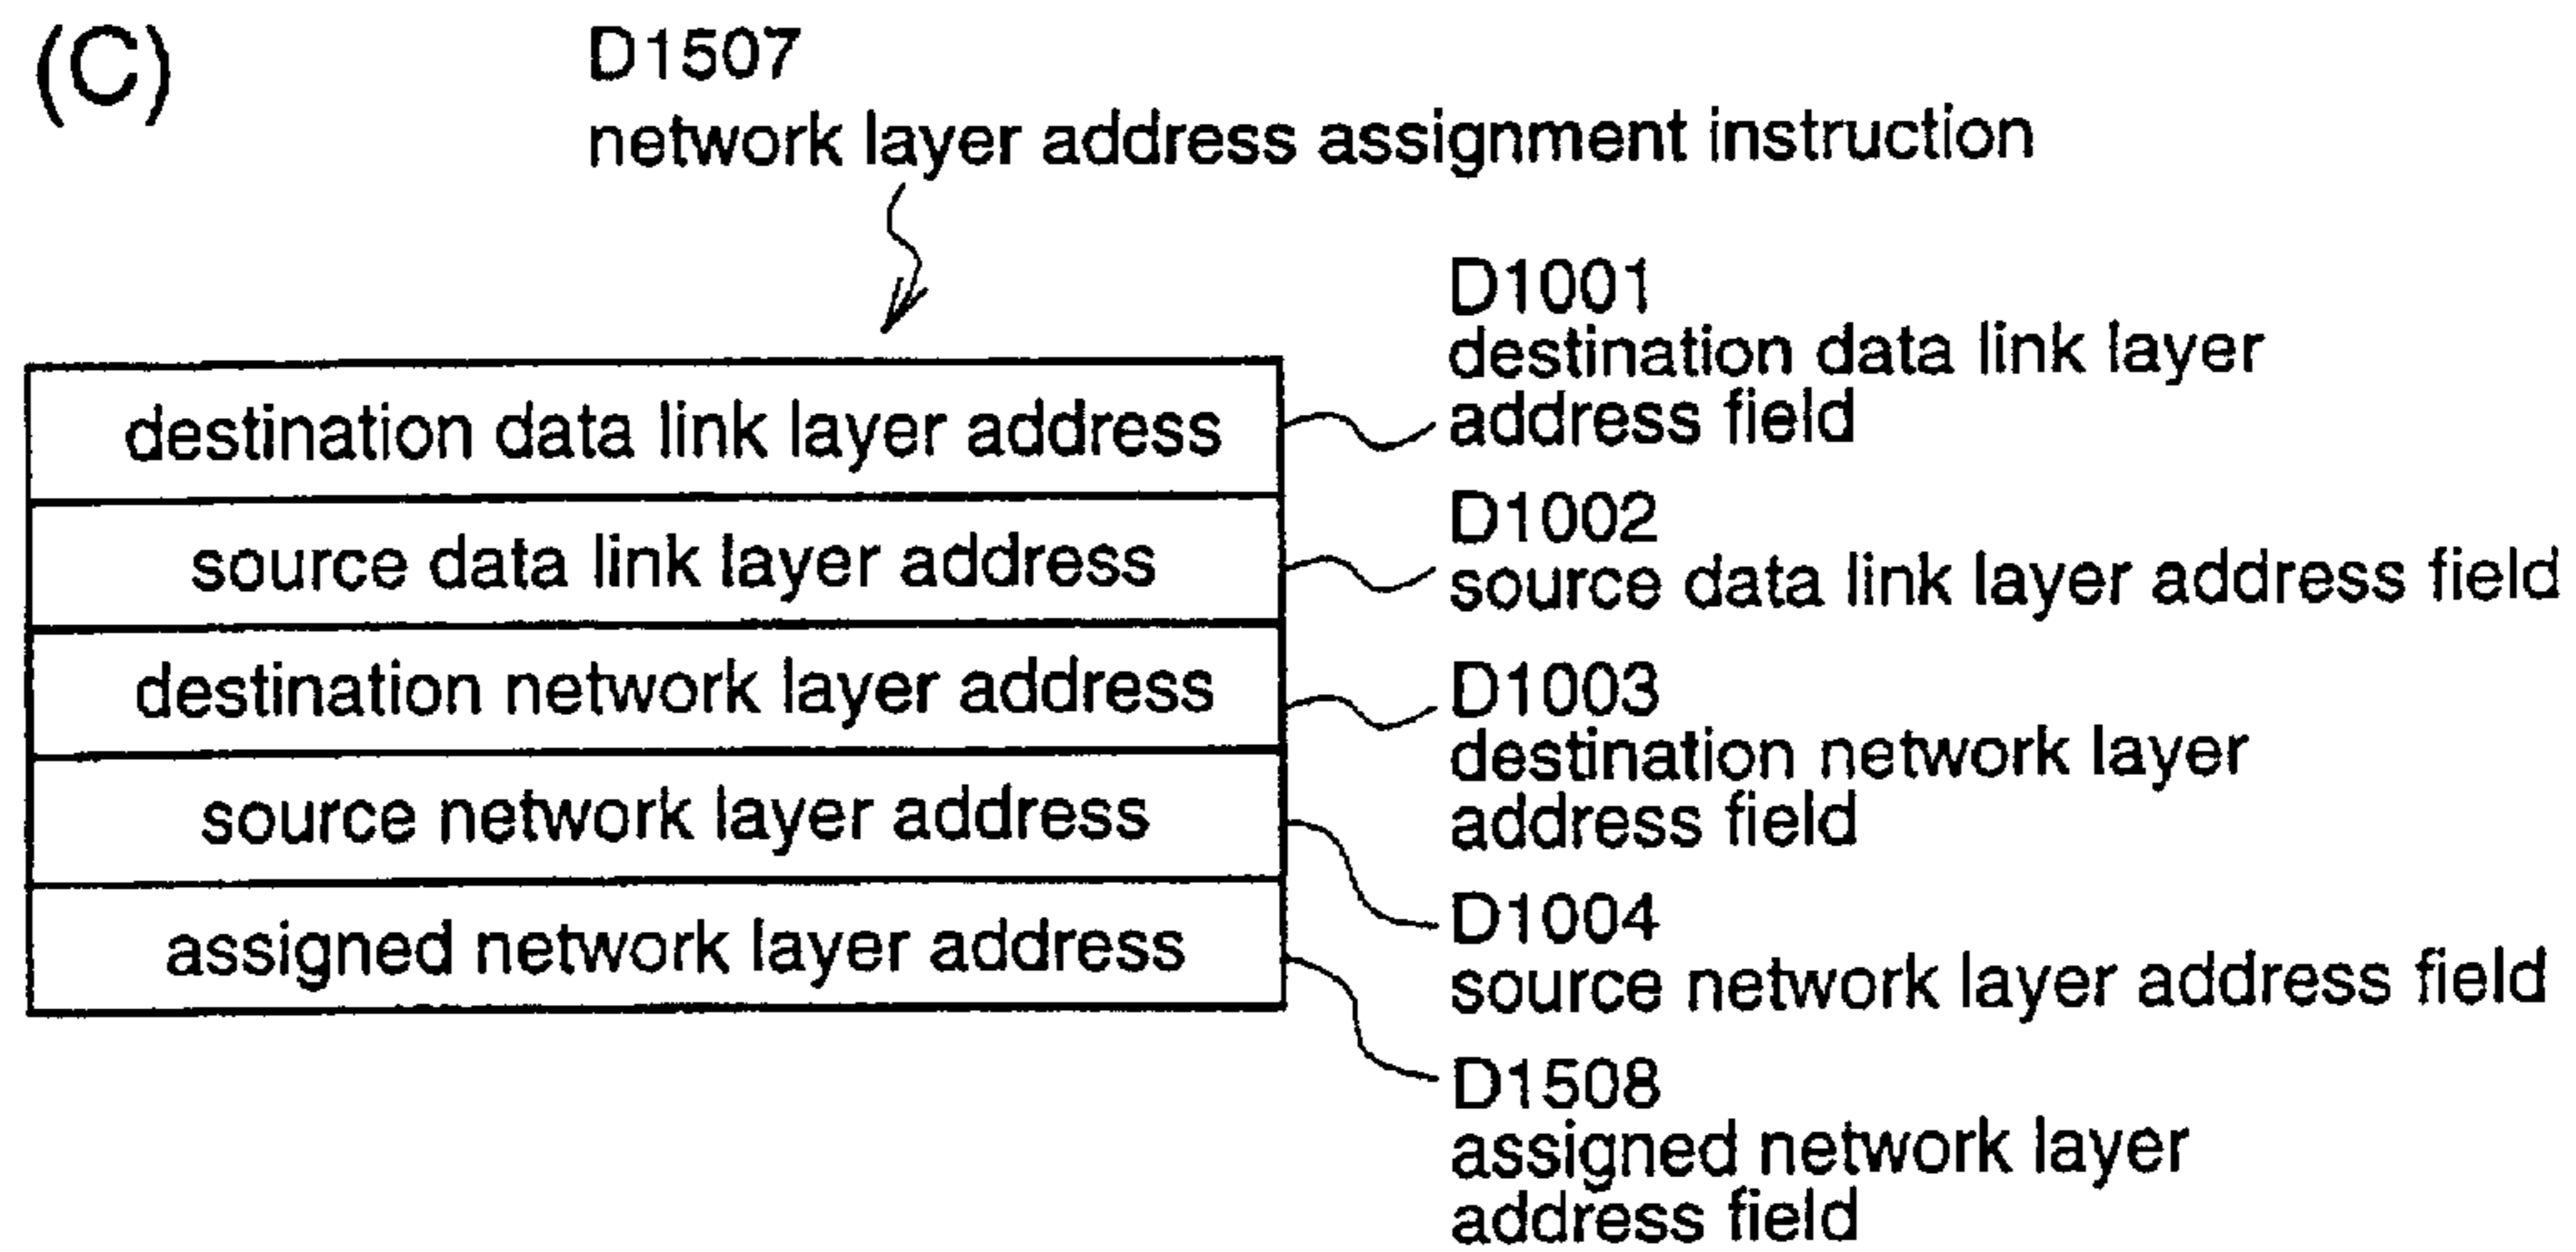 (C)
D1507
network layer address assignment instruction
destination data link layer address
source data link layer address
destination network layer address
source network layer address
assigned network layer address
D1001
destination data link layer
address field
D1002
source data link layer address field
D1003
destination network layer
address field
D1004
source network layer address field
D1508
assigned network layer
address field